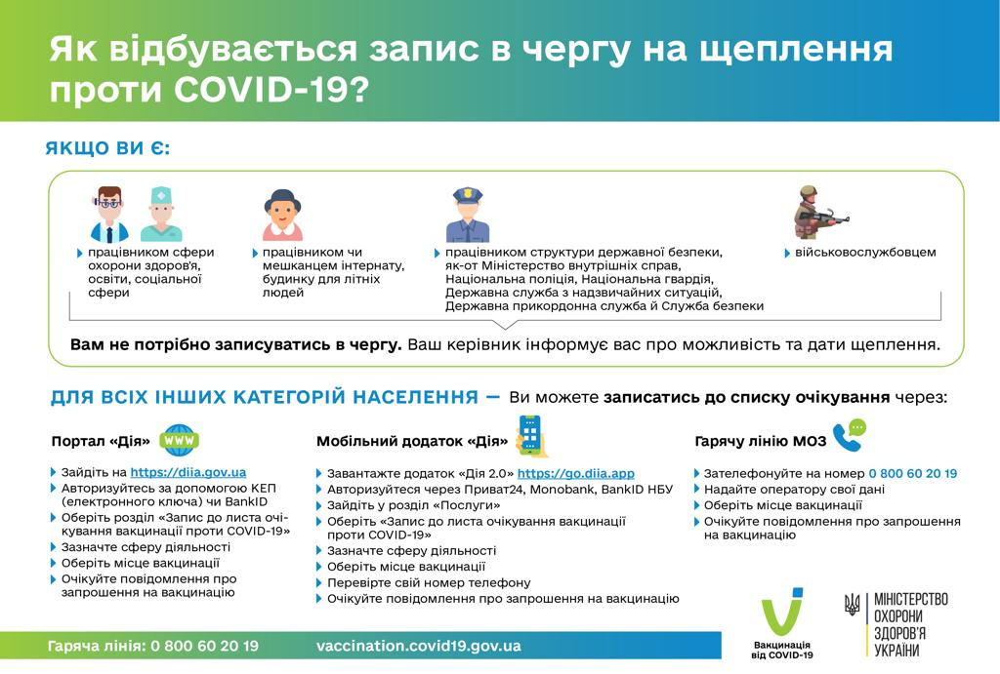 Як відбувається запис в чергу на щеплення
проти COVID-19?
ЯКЩО ВИ Є:
працівником сфери
охорони здоров'я,
освіти, соціальної
сфери
працівником чи
мешканцем інтернату,
будинку для літніх
людей
працівником структури державної безпеки,
як-от Міністерство внутрішніх справ,
Національна поліція, Національна гвардія,
Державна служба з надзвичайних ситуацій,
Державна прикордонна служба й Служба безпеки
військовослужбовцем
Вам не потрібно записуватись в чергу. Ваш керівник інформує вас про можливість та дати щеплення.
ДЛЯ ВСІХ ІНШИХ КАТЕГОРІЙ НАСЕЛЕННЯ — Ви можете записатись до списку очікування через:
Портал «Дія»
WWW
Зайдіть на https://diia.gov.ua
Авторизуйтесь за допомогою КЕП
(електронного ключа) чи BankID
Оберіть розділ «Запис до листа очі-
кування вакцинації проти COVID-19»
Зазначте сферу діяльності
Оберіть місце вакцинації
Очікуйте повідомлення про
запрошення на вакцинацію
Мобільний додаток «Дія»
Завантажте додаток «Дія 2.0» https://go.diia.app
Авторизуйтеся через Приват24, Monobank, BankID НБУ
Зайдіть у розділ «Послуги»
Оберіть «Запис до листа очікування вакцинації
проти COVID-19»
Зазначте сферу діяльності
Оберіть місце вакцинації
Перевірте свій номер телефону
Очікуйте повідомлення про запрошення на вакцинацію
Гарячу лінію МОЗ
Зателефонуйте на номер 0 800 60 20 19
Надайте оператору свої дані
Оберіть місце вакцинації
Очікуйте повідомлення про запрошення
на вакцинацію
Гаряча лінія: 0 800 60 20 19
vaccination.covid19.gov.ua
Вакцинація
від COVID-19
МІНІСТЕРСТВО
ОХОРОНИ
ЗДОРОВ'Я
УКРАЇНИ